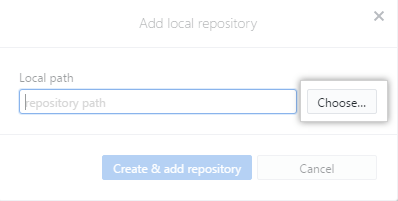 Add local repository
Local path
repository path
Choose...
Create & add repository
Cancel